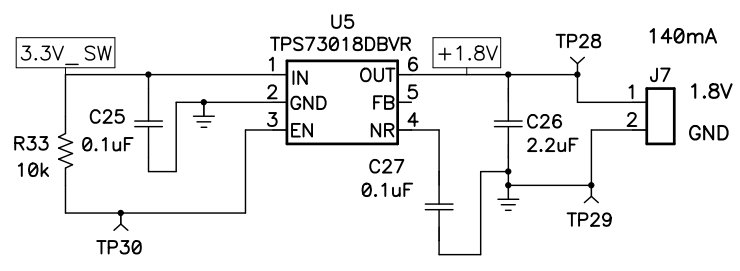 U5
TPS73018DBVR
3.3V_SW
+1.8V
TP28
140mA
1 IN
OUT 6
J7
2 GND
FB 5
1
1.8V
3 EN
NR 4
2
GND
C25
0.1uF
C26
2.2uF
R33
10k
C27
0.1uF
TP30
TP29